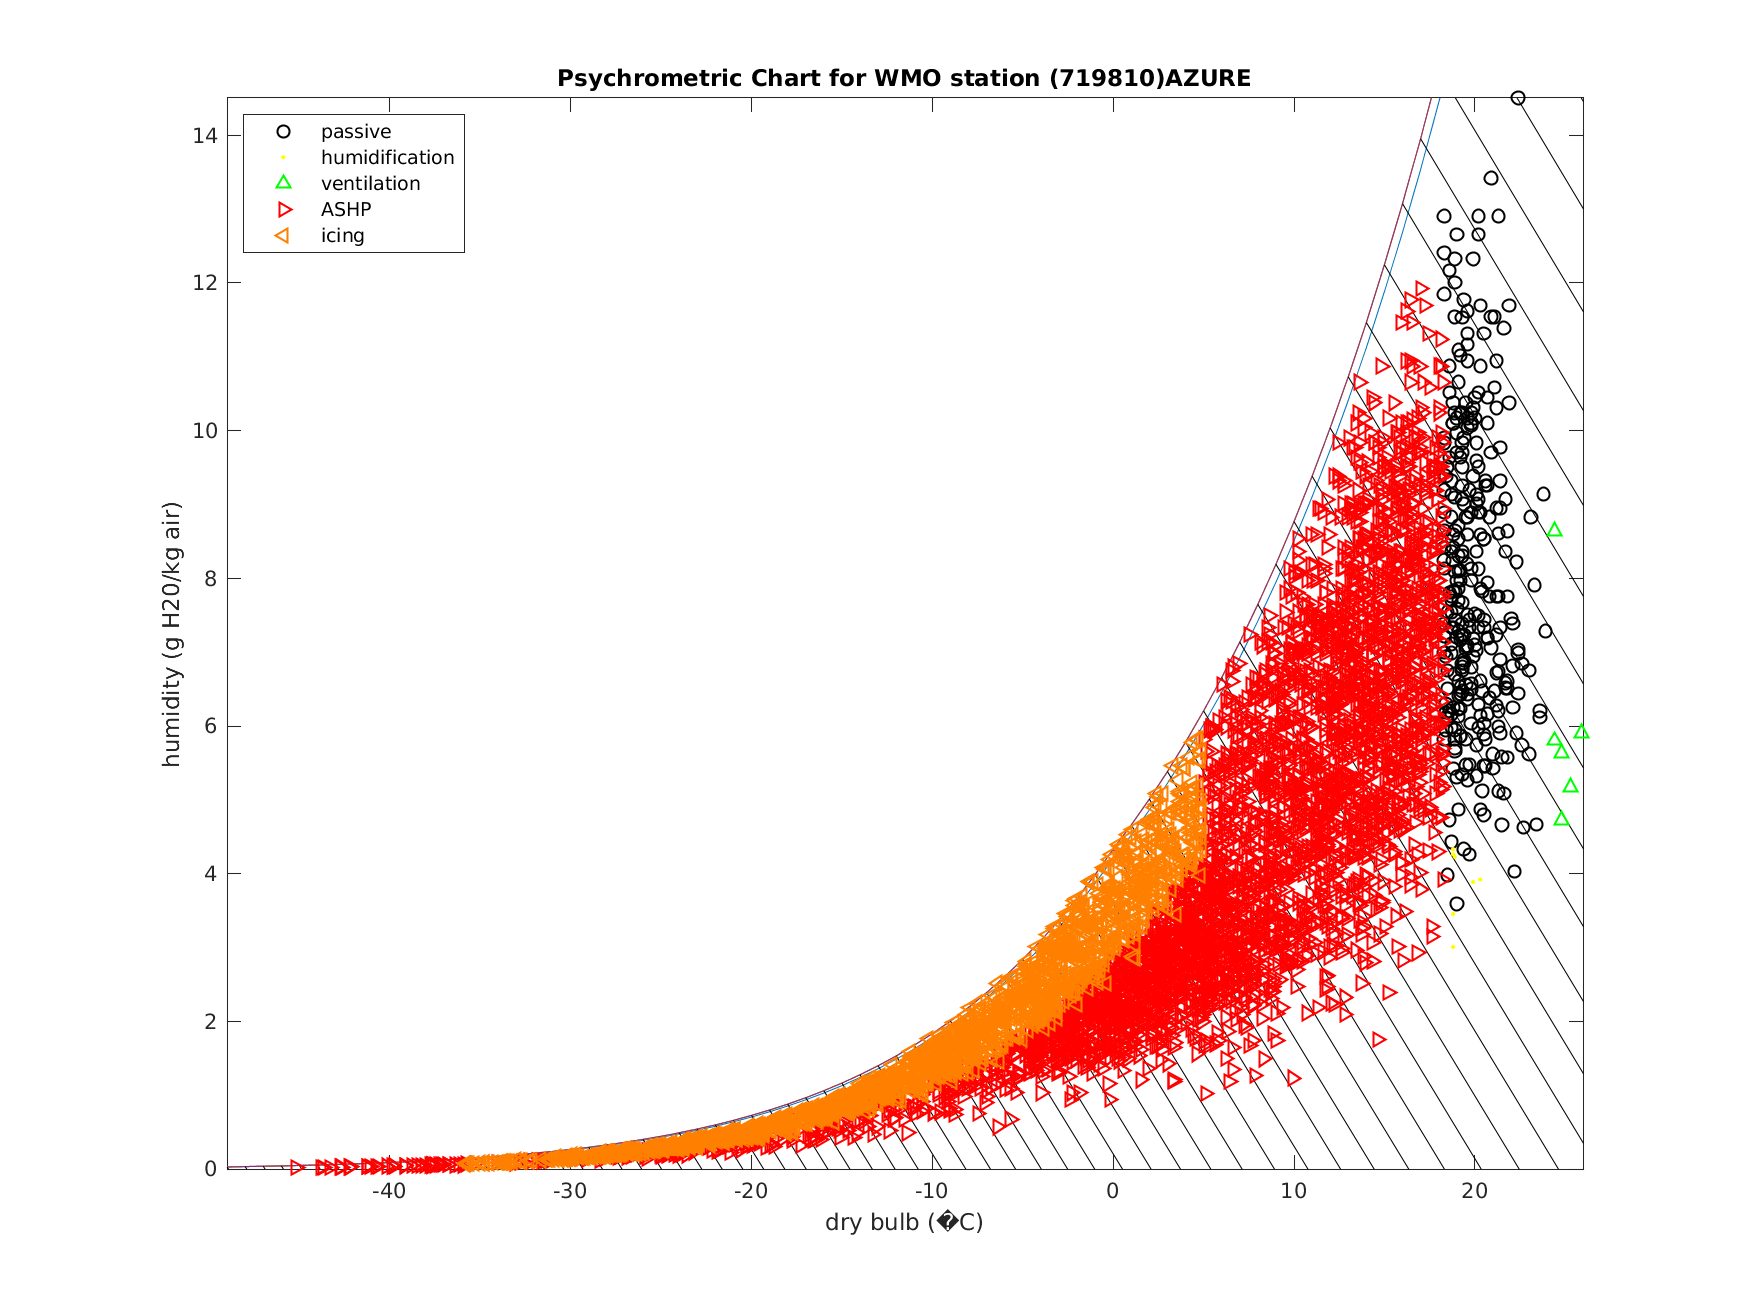 Psychrometric Chart for WMO station (719810)AZURE
passive
humidification
ventilation
ASHP
icing
14
12
10
8
6
4
2
0
humidity (g H20/kg air)
-40 -30 -20 -10 0 10 20
dry bulb (�C)